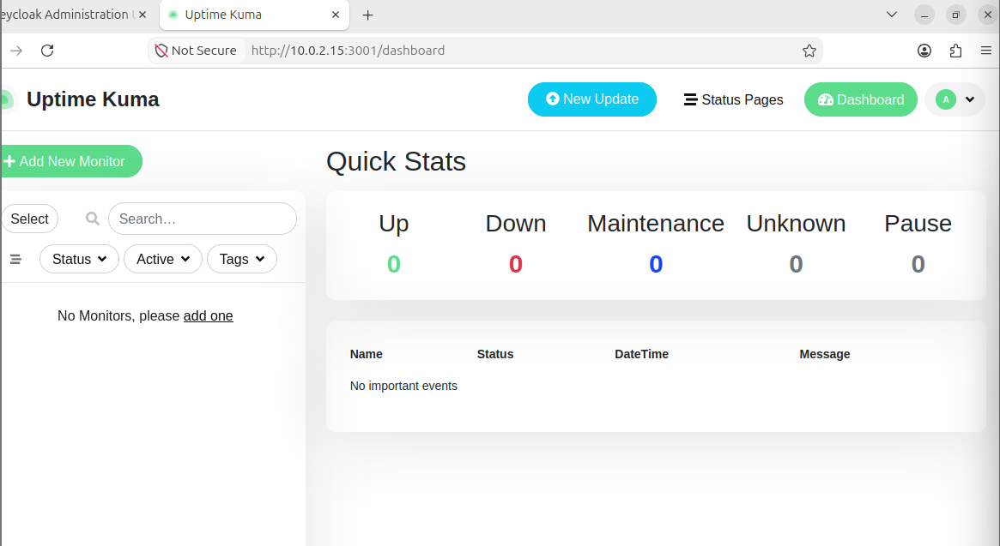 eycloak Administration
Uptime Kuma
Not Secure
http://10.0.2.15:3001/dashboard
Uptime Kuma
New Update
Status Pages
Dashboard
A
Add New Monitor
Quick Stats
Select
Search…
Up
Down
Maintenance
Unknown
Pause
0
0
0
0
0
Status
Active
Tags
No Monitors, please add one
Name
Status
DateTime
Message
No important events